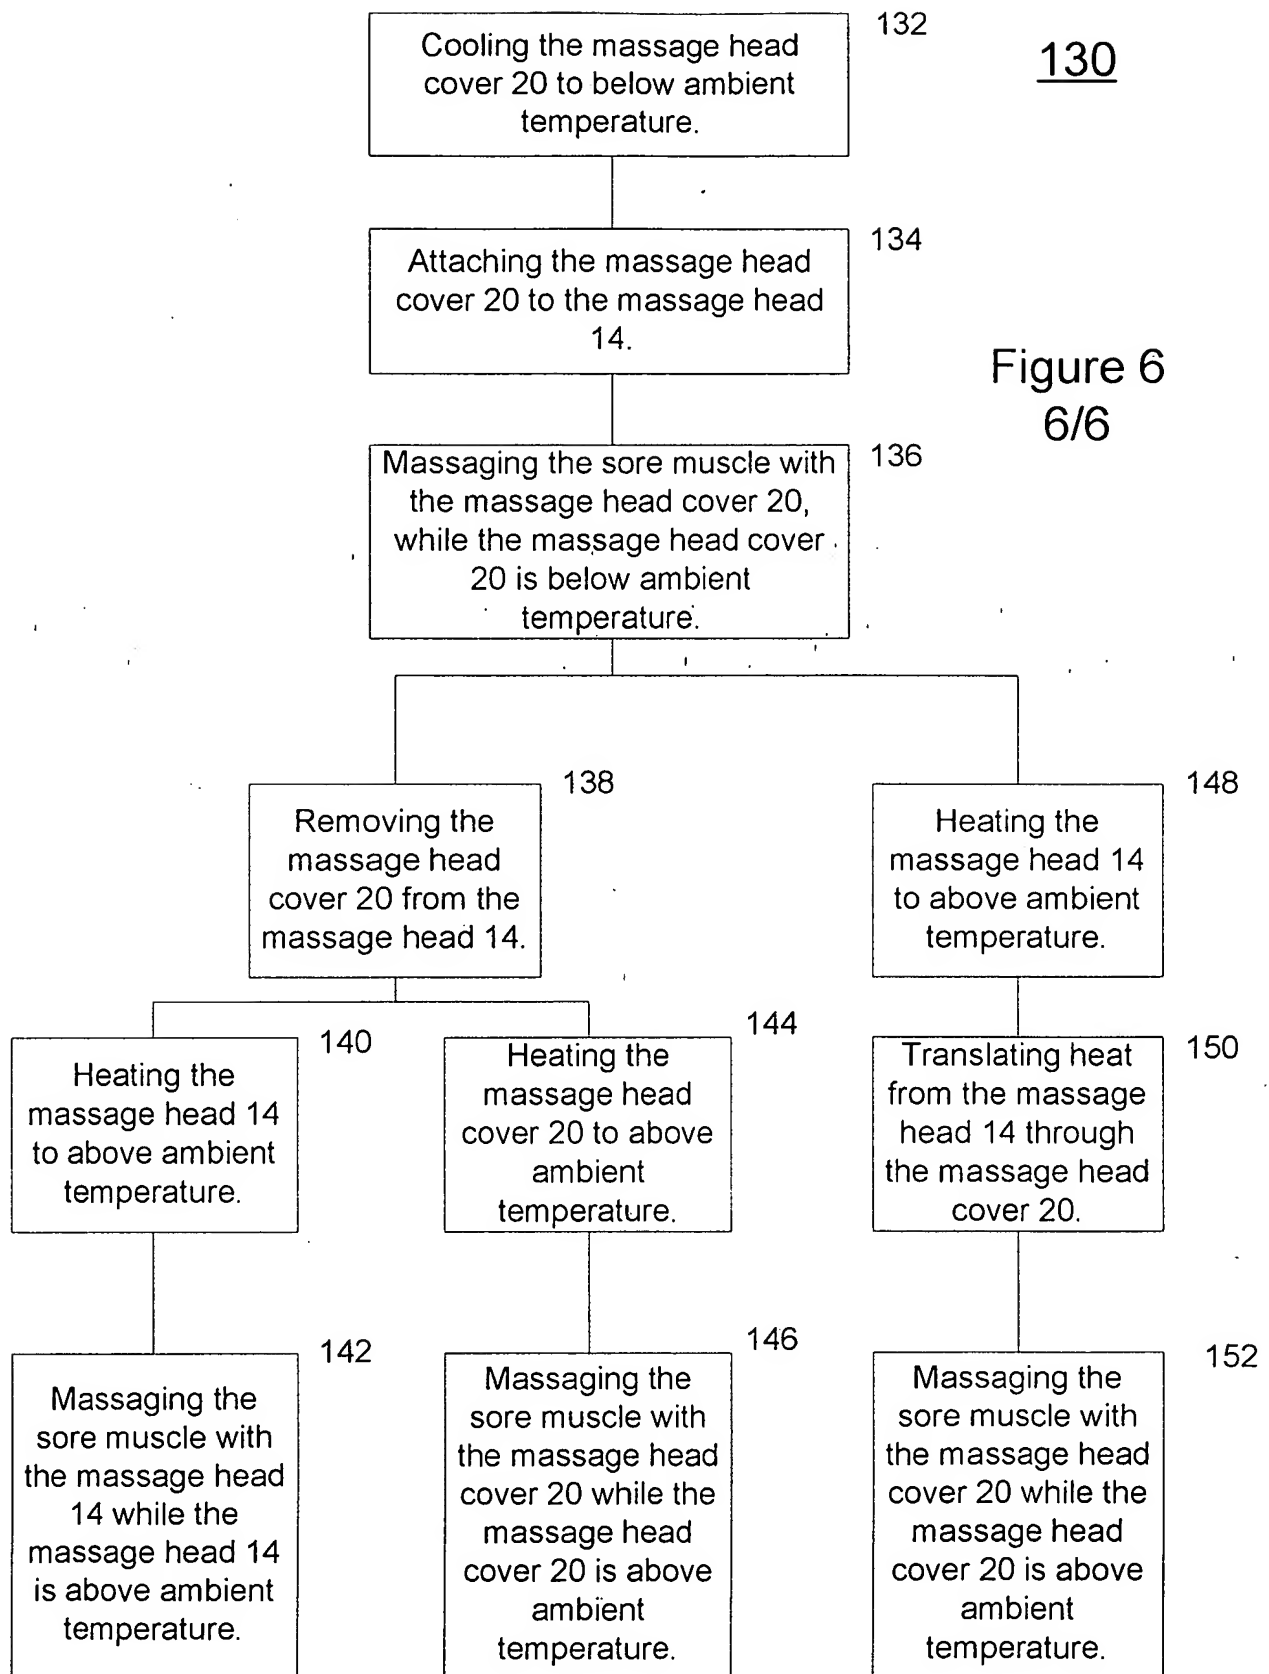 132
130
Cooling the massage head
cover 20 to below ambient
temperature.
134
Attaching the massage head
cover 20 to the massage head
14.
Figure 6
6/6
136
Massaging the sore muscle with
the massage head cover 20,
while the massage head cover
20 is below ambient
temperature.
138
Removing the
massage head
cover 20 from the
massage head 14.
148
Heating the
massage head 14
to above ambient
temperature.
140
Heating the
massage head 14
to above ambient
temperature.
144
Heating the
massage head
cover 20 to above
ambient
temperature.
150
Translating heat
from the massage
head 14 through
the massage head
cover 20.
142
Massaging the
sore muscle with
the massage head
14 while the
massage head 14
is above ambient
temperature.
146
Massaging the
sore muscle with
the massage head
cover 20 while the
massage head
cover 20 is above
ambient
temperature.
152
Massaging the
sore muscle with
the massage head
cover 20 while the
massage head
cover 20 is above
ambient
temperature.